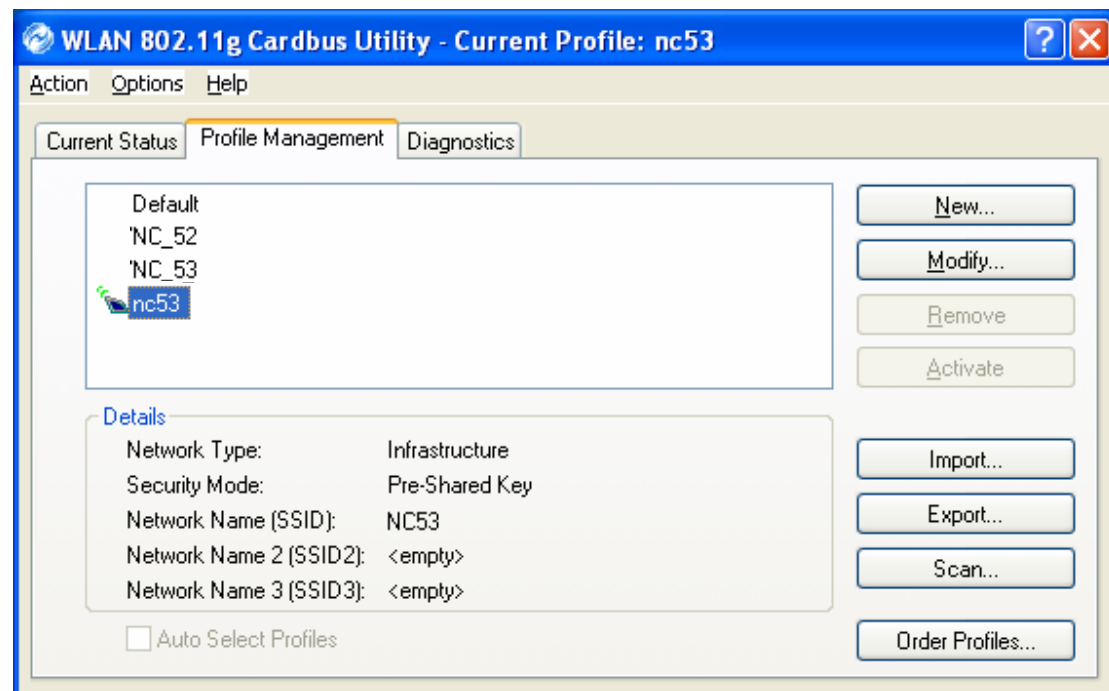 WLAN 802.11g Cardbus Utility - Current Profile: nc53
Action Options Help
Current Status Profile Management Diagnostics
Default
'NC_52
'NC_53
nc53
New...
Modify...
Remove
Activate
Details
Network Type: Infrastructure
Security Mode: Pre-Shared Key
Network Name (SSID): NC53
Network Name 2 (SSID2): <empty>
Network Name 3 (SSID3): <empty>
Import...
Export...
Scan...
Auto Select Profiles
Order Profiles...